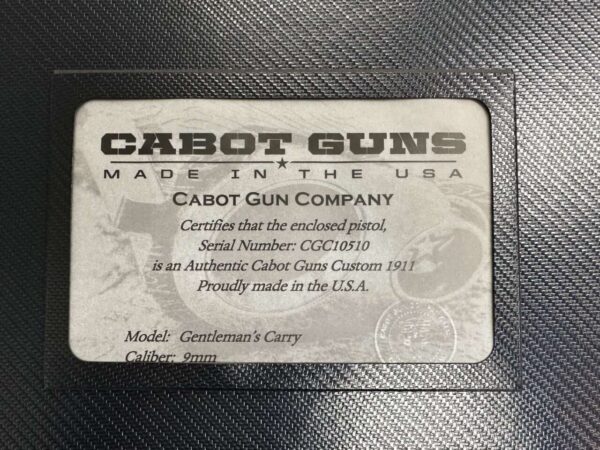 CABOT GUNS
MADE IN THE USA
CABOT GUN COMPANY
Certifies that the enclosed pistol,
Serial Number: CGC10510
is an Authentic Cabot Guns Custom 1911
Proudly made in the U.S.A.
Model: Gentleman's Carry
Caliber: 9mm